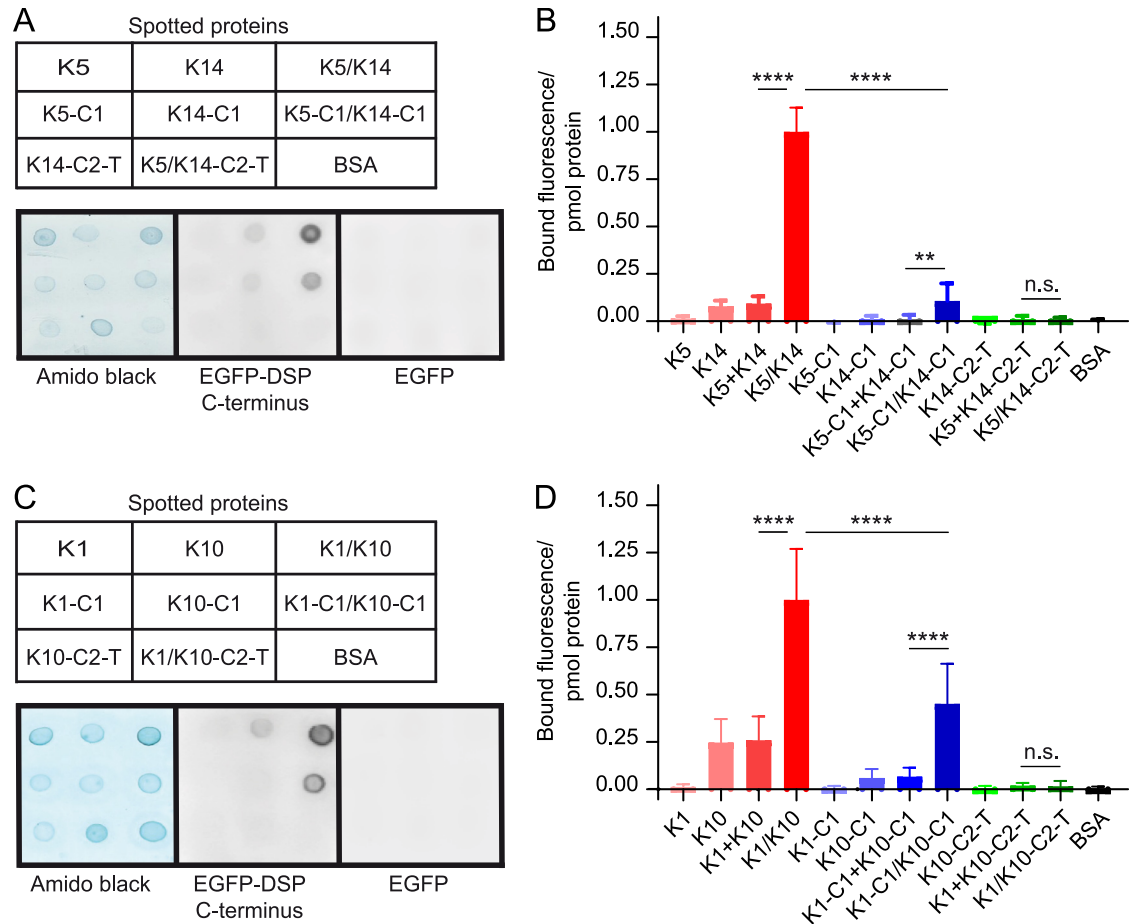 A
Spotted proteins
K5 K14 K5/K14
K5-C1 K14-C1 K5-C1/K14-C1
K14-C2-T K5/K14-C2-T BSA
Amido black EGFP-DSP EGFP
C-terminus
B
Bound fluorescence/
pmol protein
1.50
1.25
1.00
0.75
0.25
0.00
****
****
**
n.s.
K5
K14
K5+K14
K5/K14
K5-C1
K14-C1
K5-C1+K14-C1
K5-C1/K14-C1
K14-C2-T
K5+K14-C2-T
K5/K14-C2-T
BSA
C
Spotted proteins
K1 K10 K1/K10
K1-C1 K10-C1 K1-C1/K10-C1
K10-C2-T K1/K10-C2-T BSA
Amido black EGFP-DSP EGFP
C-terminus
D
Bound fluorescence/
pmol protein
1.50
1.25
1.00
0.75
0.50
0.25
0.00
****
****
****
n.s.
K1
K10
K1+K10
K1/K10
K1-C1
K10-C1
K1-C1+K10-C1
K1-C1/K10-C1
K10-C2-T
K1+K10-C2-T
K1/K10-C2-T
BSA